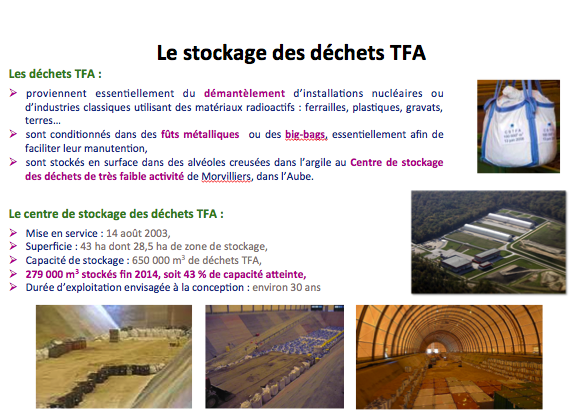 Le stockage des déchets TFA
Les déchets TFA :
proviennent essentiellement du démantèlement d'installations nucléaires ou
d'industries classiques utilisant des matériaux radioactifs : ferrailles, plastiques, gravats,
terres…
sont conditionnés dans des fûts métalliques ou des big-bags, essentiellement afin de
faciliter leur manutention,
sont stockés en surface dans des alvéoles creusées dans l'argile au Centre de stockage
des déchets de très faible activité de Morvilliers, dans l'Aube.
Le centre de stockage des déchets TFA :
Mise en service : 14 août 2003,
Superficie : 43 ha dont 28,5 ha de zone de stockage,
Capacité de stockage : 650 000 m³ de déchets TFA,
279 000 m³ stockés fin 2014, soit 43 % de capacité atteinte,
Durée d'exploitation envisagée à la conception : environ 30 ans